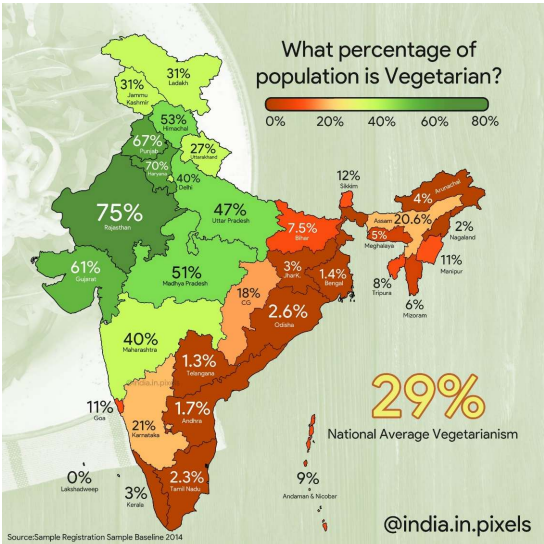 What percentage of
population is Vegetarian?
0% 20% 40% 60% 80%
31%
Ladakh
31%
Jammu
Kashmir
53%
Himachal
67%
Punjab
27%
Uttarakhand
70%
Haryana
40%
Delhi
75%
Rajasthan
47%
Uttar Pradesh
12%
Sikkim
4%
Arunachal
Assam 20.6%
2%
Nagaland
5%
Meghalaya
11%
Manipur
8%
Tripura
6%
Mizoram
7.5%
Bihar
61%
Gujarat
51%
Madhya Pradesh
3%
JharK
1.4%
Bengal
18%
CG
2.6%
Odisha
40%
Maharashtra
1.3%
Telangana
@india.in.pixels
11%
Goa
21%
Karnataka
1.7%
Andhra
29%
National Average Vegetarianism
0%
Lakshadweep
3%
Kerala
2.3%
Tamil Nadu
9%
Andaman & Nicobar
@india.in.pixels
Source:Sample Registration Sample Baseline 2014